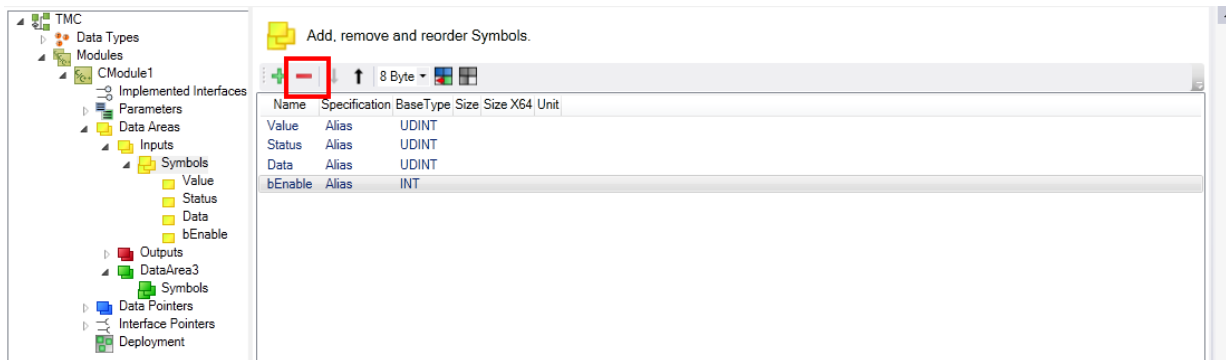 TMC
Data Types
Modules
CModule1
Implemented Interfaces
Parameters
Data Areas
Inputs
Symbols
Value
Status
Data
bEnable
Outputs
DataArea3
Symbols
Data Pointers
Interface Pointers
Deployment
Add, remove and reorder Symbols.
8 Byte
Name Specification BaseType Size Size X64 Unit
Value Alias UDINT
Status Alias UDINT
Data Alias UDINT
bEnable Alias INT